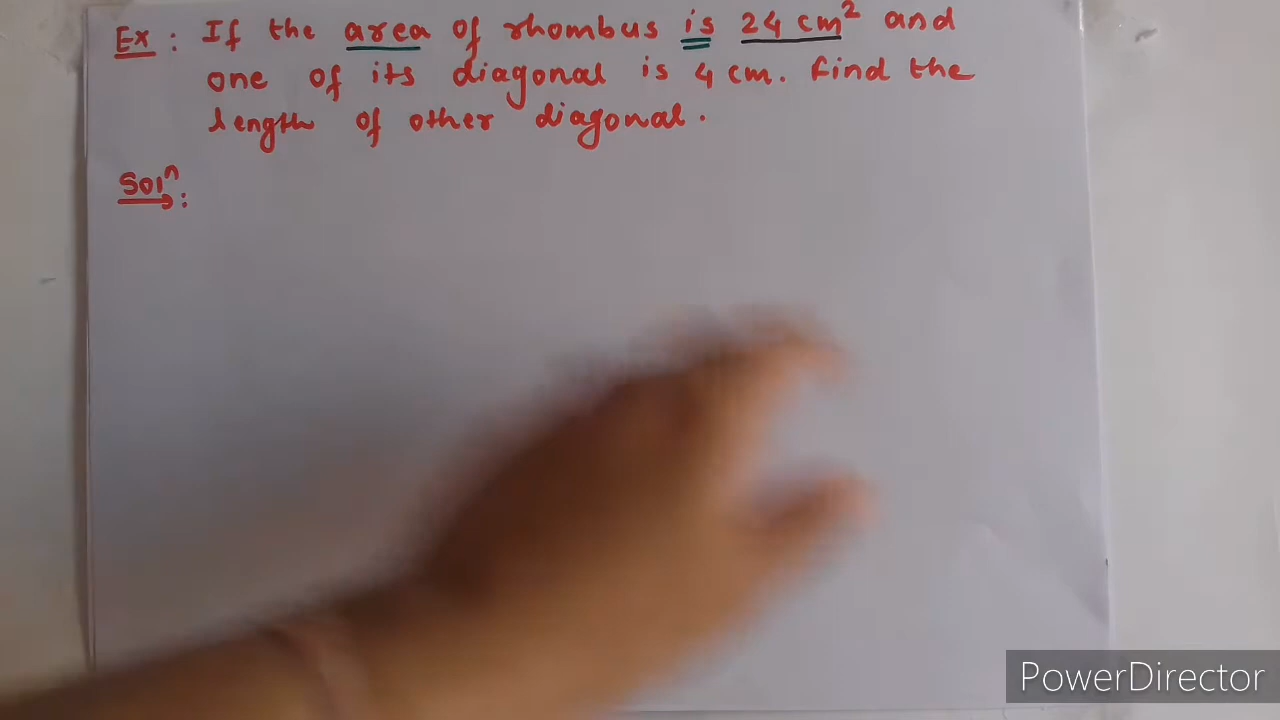 Ex : If the area of rhombus is 24 cm² and
one of its diagonal is 4 cm. Find the
length of other diagonal.
Solⁿ:
PowerDirector